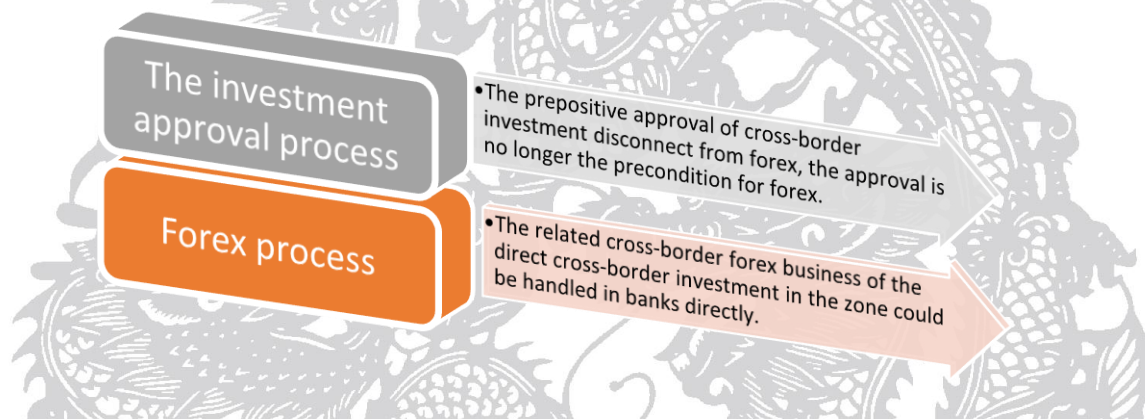 The investment
approval process
•The prepositive approval of cross-border
investment disconnect from forex, the approval is
no longer the precondition for forex.
Forex process
•The related cross-border forex business of the
direct cross-border investment in the zone could
be handled in banks directly.